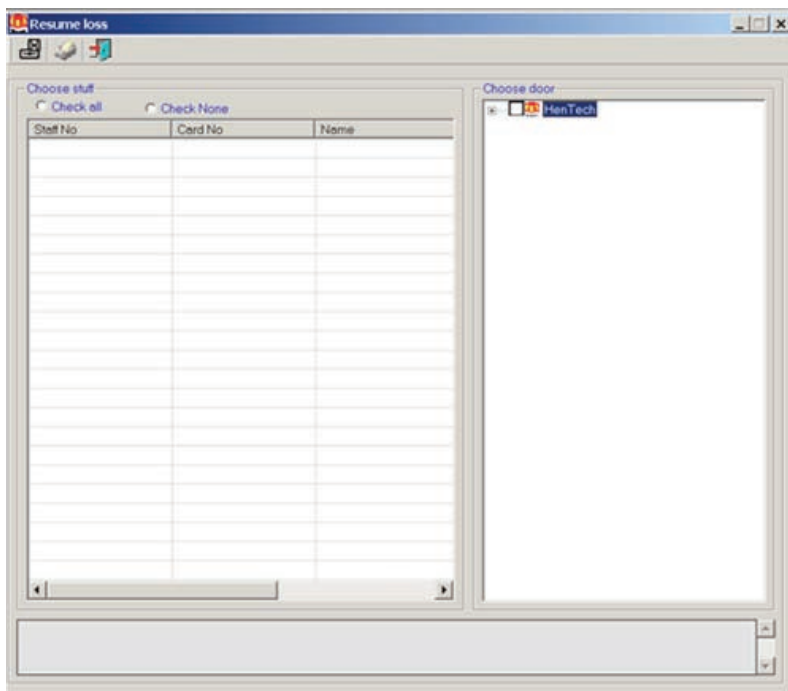 Resume loss
Choose stuff
Check all Check None
Staff No Card No Name
Choose door
HenTech